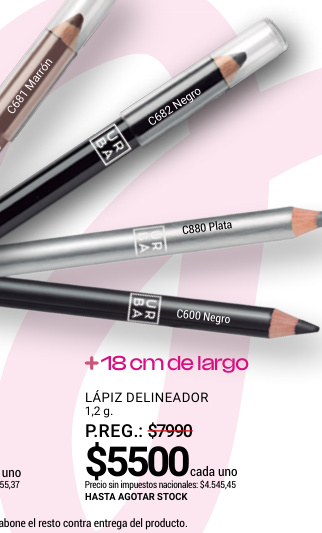 C681 Marrón
C682 Negro
URBA
C880 Plata
URBA
C600 Negro
URBA
+18 cm de largo
LÁPIZ DELINEADOR
1,2 g.
P.REG.: $7990
$5500 cada uno
uno
55,37
Precio sin impuestos nacionales: $4.545,45
HASTA AGOTAR STOCK
abone el resto contra entrega del producto.